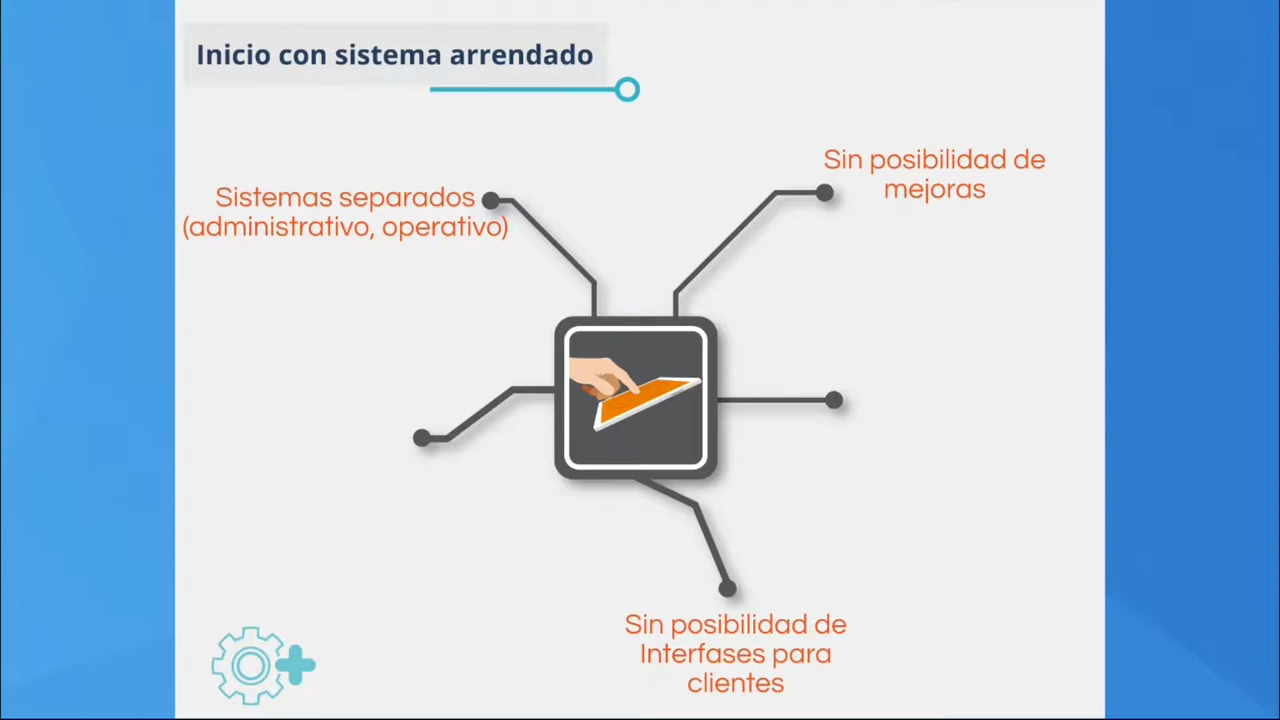 Inicio con sistema arrendado
Sistemas separados
(administrativo, operativo)
Sin posibilidad de
mejoras
Sin posibilidad de
Interfases para
clientes